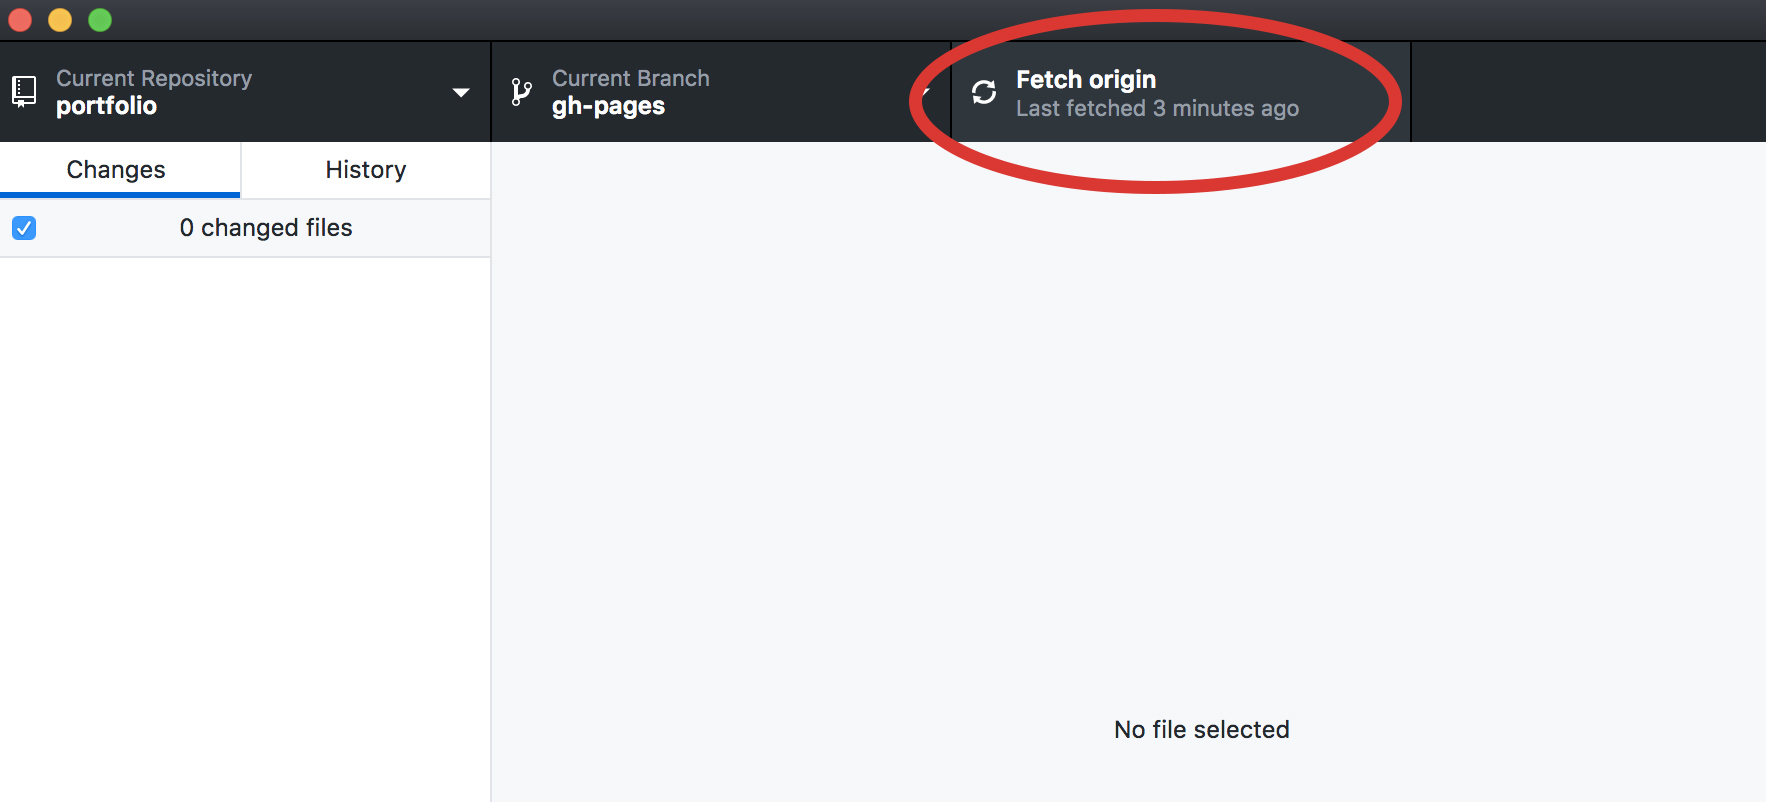 Current Repository
portfolio
Current Branch
gh-pages
Fetch origin
Last fetched 3 minutes ago
Changes
History
0 changed files
No file selected